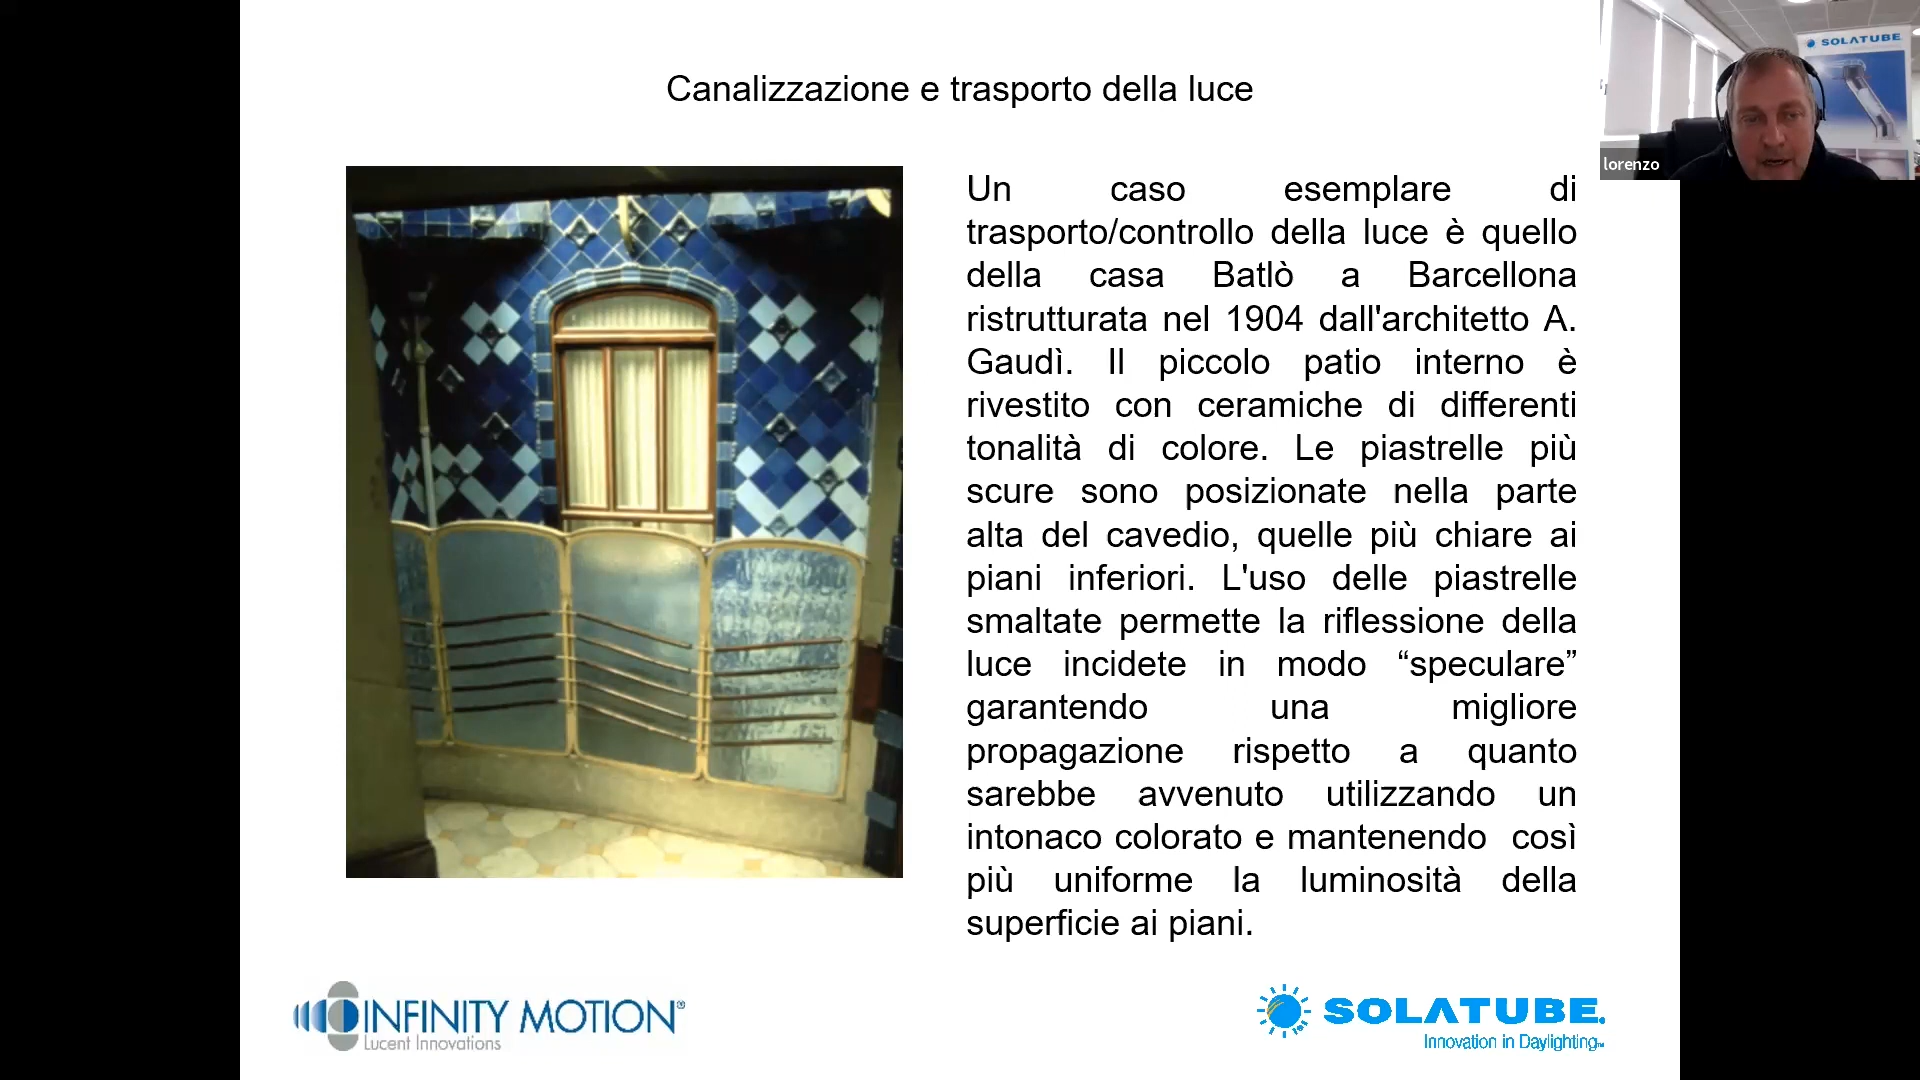 Canalizzazione e trasporto della luce
SOLATUBE
lorenzo
Un caso esemplare di
trasporto/controllo della luce è quello
della casa Batlò a Barcellona
ristrutturata nel 1904 dall'architetto A.
Gaudì. Il piccolo patio interno è
rivestito con ceramiche di differenti
tonalità di colore. Le piastrelle più
scure sono posizionate nella parte
alta del cavedio, quelle più chiare ai
piani inferiori. L'uso delle piastrelle
smaltate permette la riflessione della
luce incidete in modo “speculare”
garantendo una migliore
propagazione rispetto a quanto
sarebbe avvenuto utilizzando un
intonaco colorato e mantenendo così
più uniforme la luminosità della
superficie ai piani.
INFINITY MOTION®
Lucent Innovations
SOLATUBE.
Innovation in Daylighting™